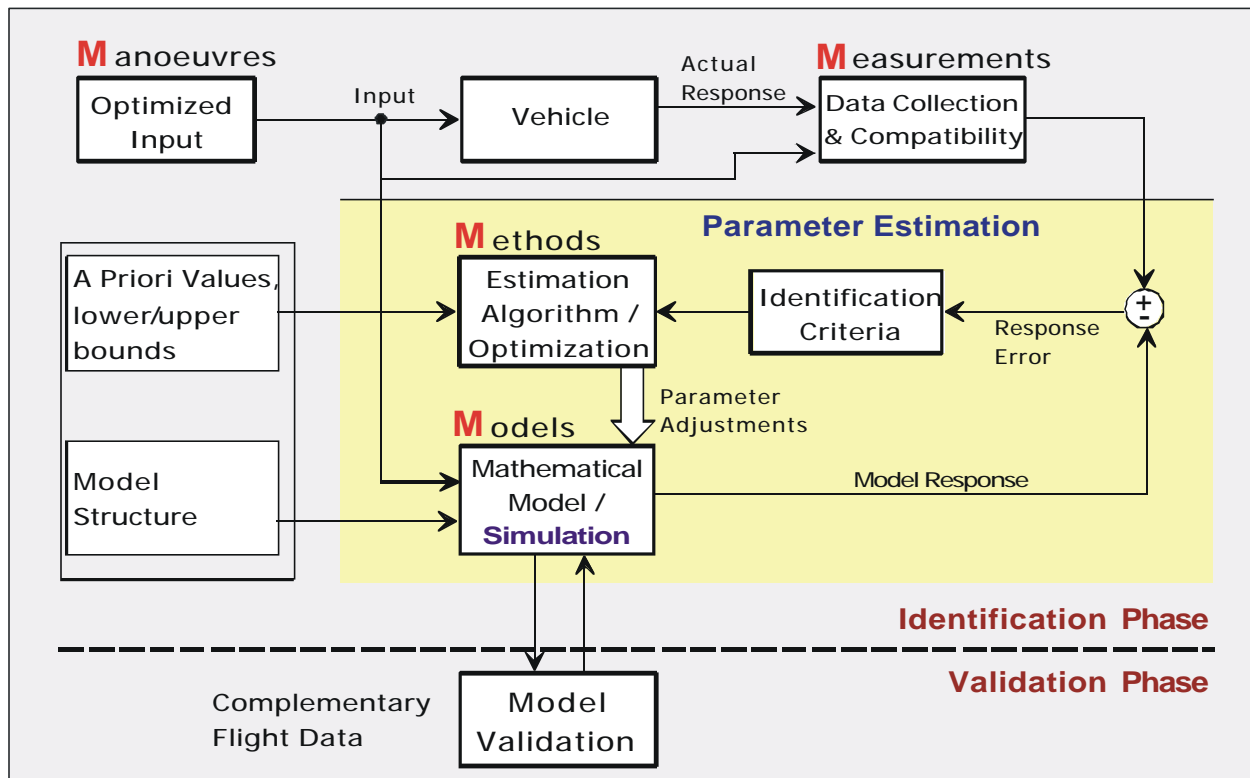 Manoeuvres
Optimized
Input
Input
Vehicle
Actual
Response
Measurements
Data Collection
& Compatibility
Parameter Estimation
A Priori Values,
lower/upper
bounds
Methods
Estimation
Algorithm /
Optimization
Identification
Criteria
+
-
Response
Error
Parameter
Adjustments
Model
Structure
Models
Mathematical
Model /
Simulation
Model Response
Identification Phase
Validation Phase
Complementary
Flight Data
Model
Validation